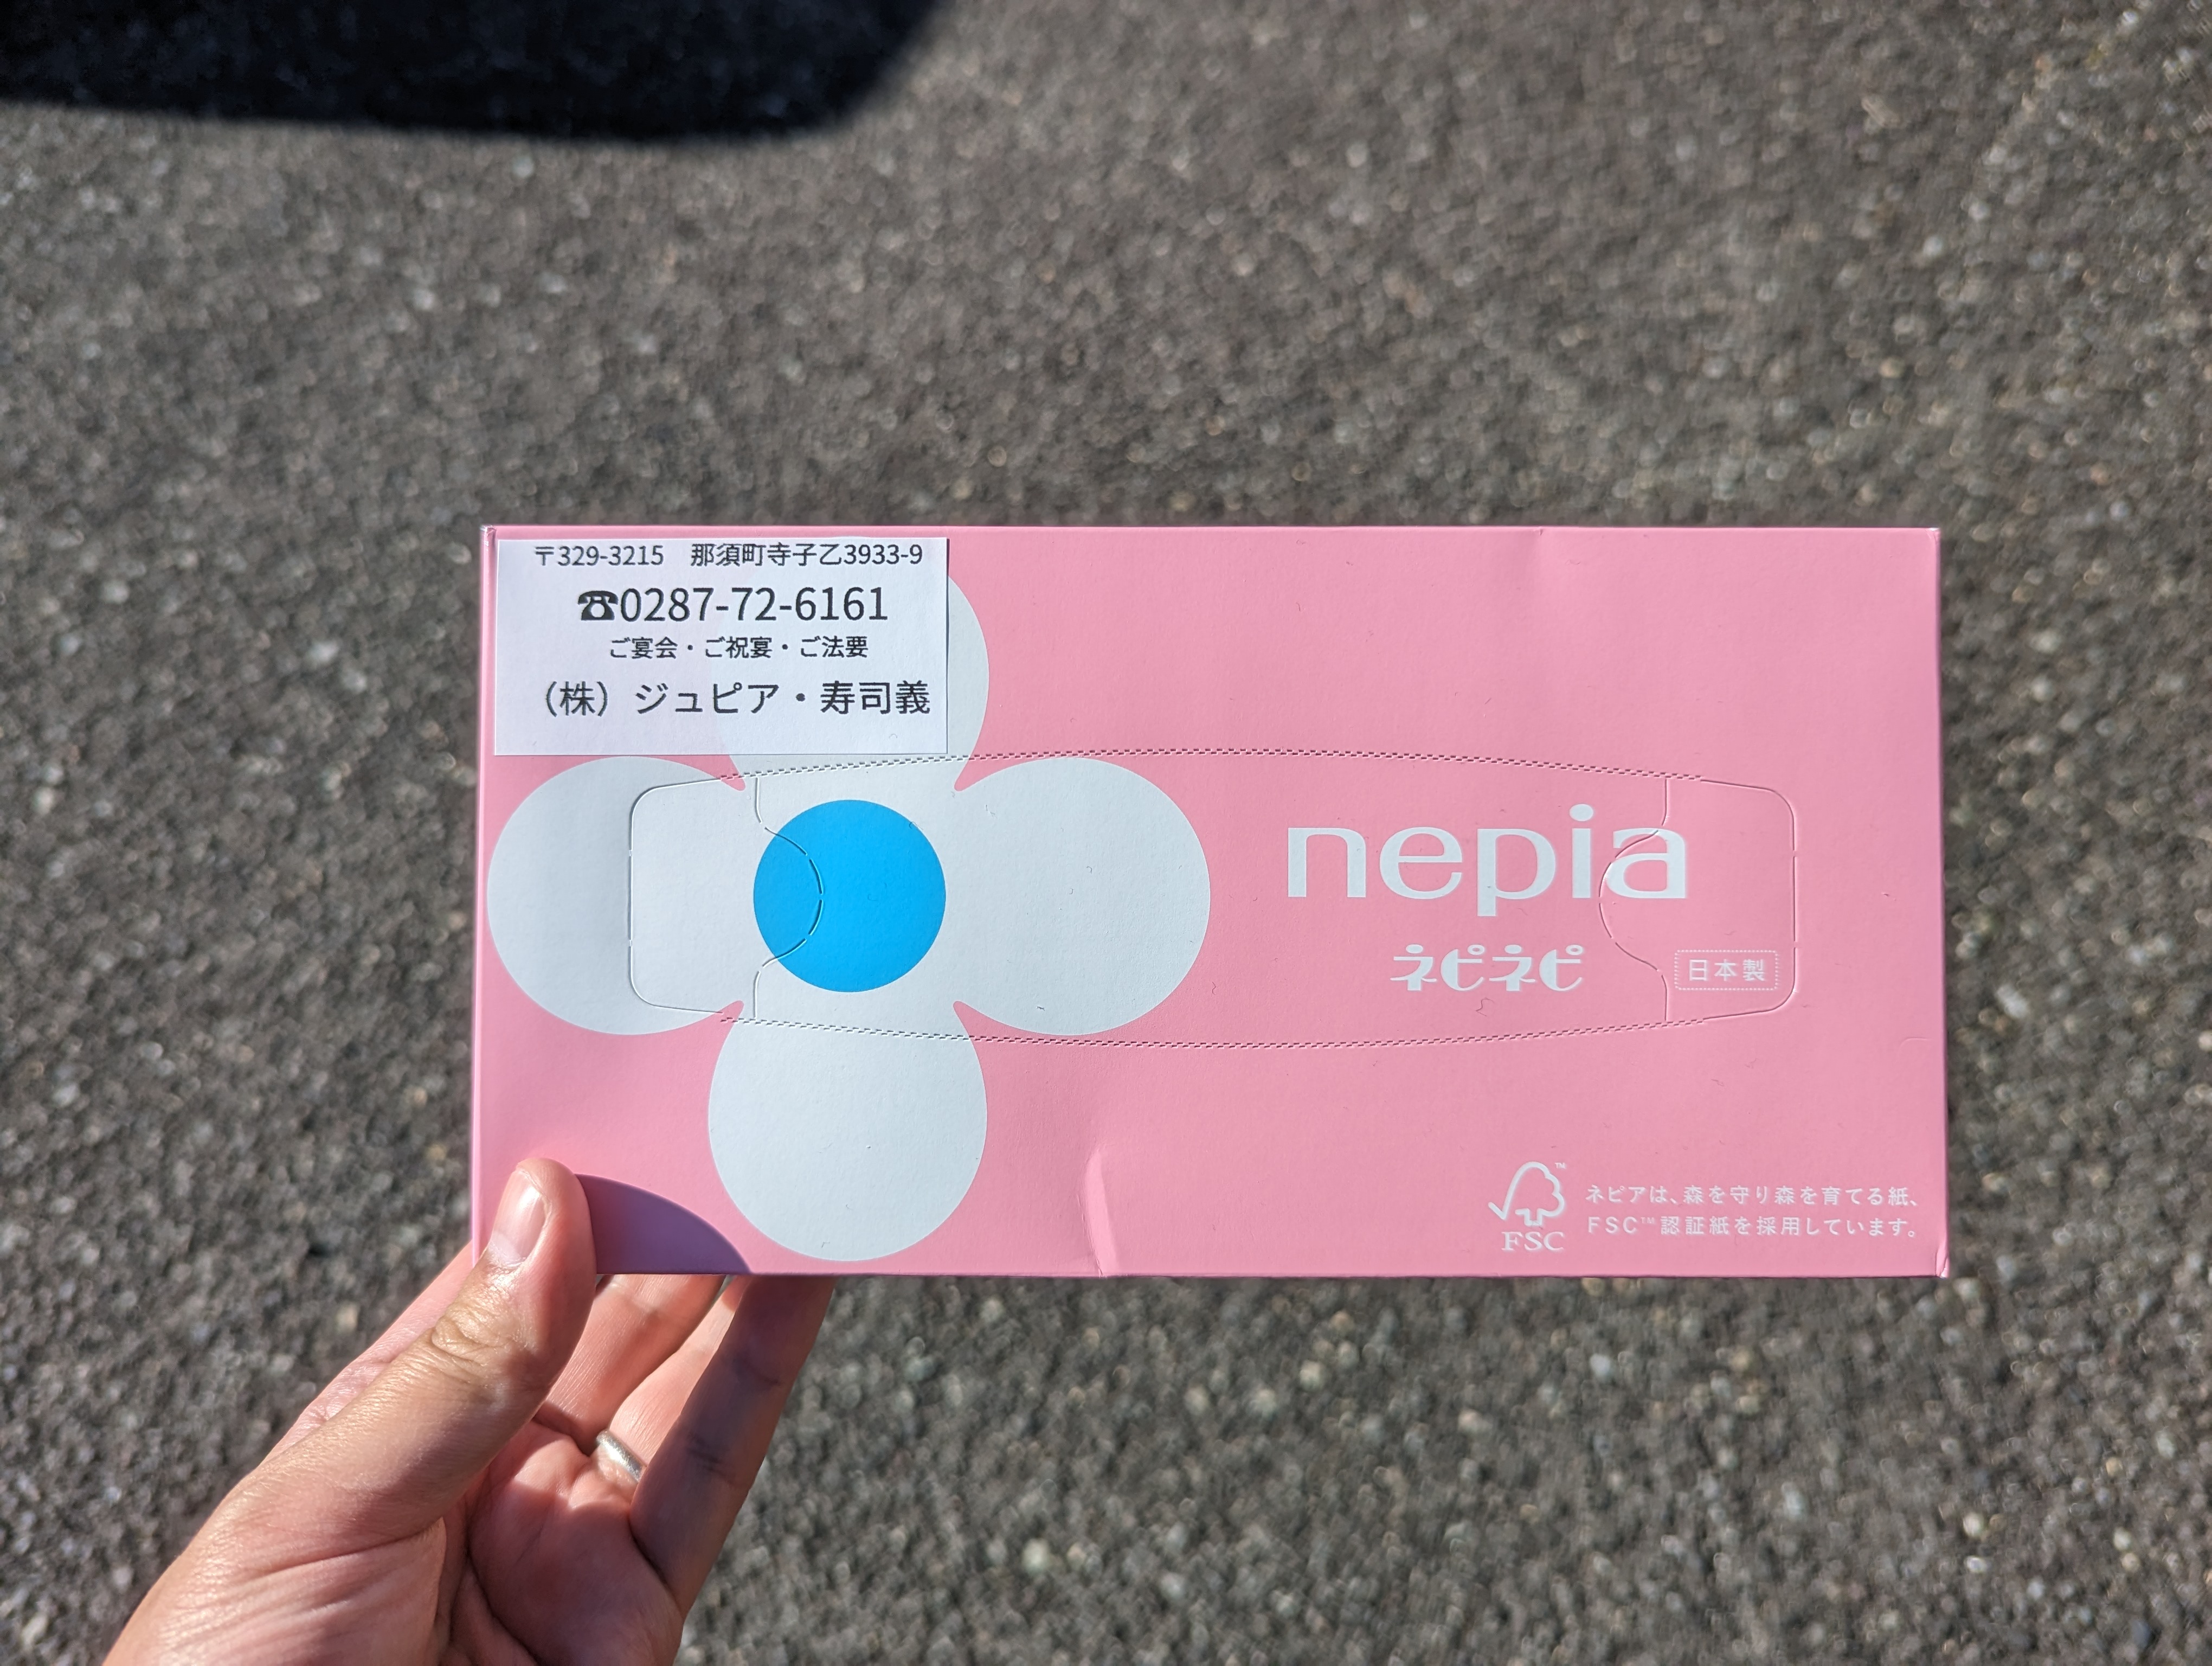 〒329-3215　那須町寺子乙3933-9
☎0287-72-6161
ご宴会・ご祝宴・ご法要
（株）ジュピア・寿司義
nepia
ネピネピ
日本製
FSC
ネピアは、森を守り森を育てる紙、
FSC™認証紙を採用しています。